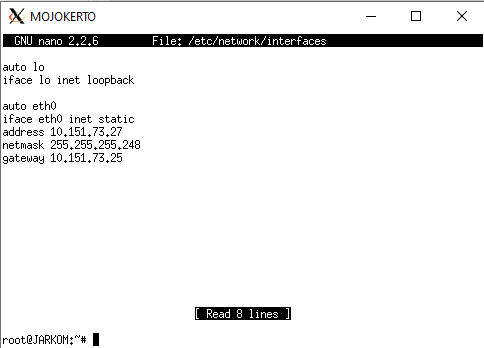 MOJOKERTO
GNU nano 2.2.6 File: /etc/network/interfaces
auto lo
iface lo inet loopback
auto eth0
iface eth0 inet static
address 10.151.73.27
netmask 255.255.255.248
gateway 10.151.73.25
[ Read 8 lines ]
root@JARKOM:~#